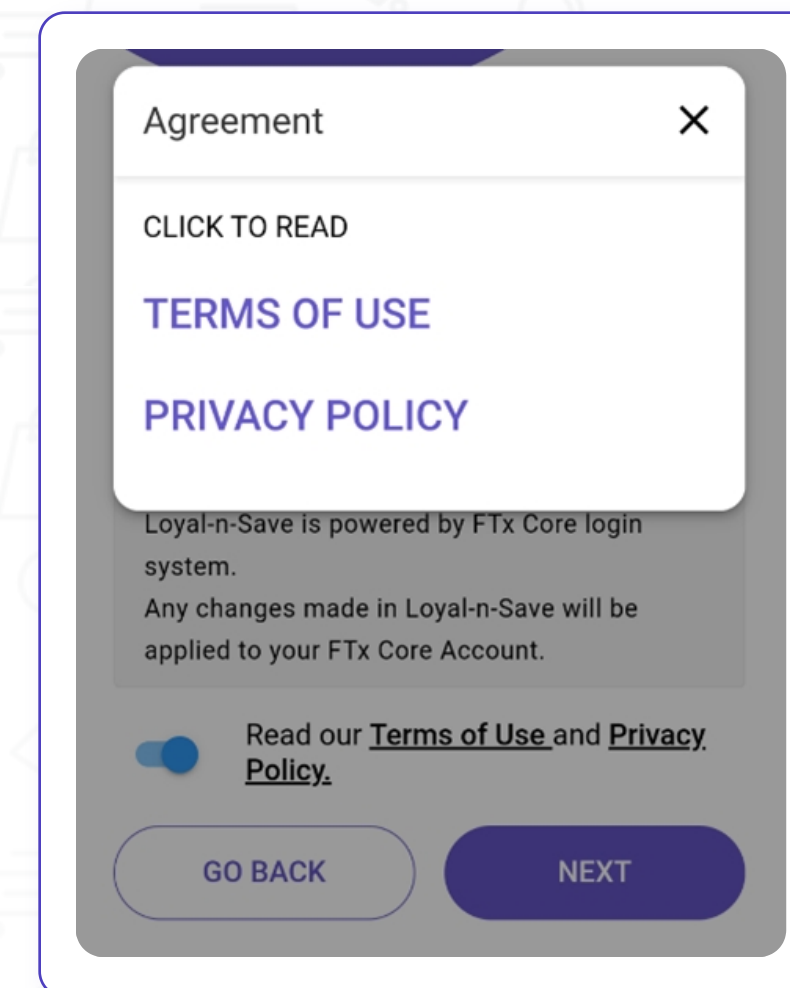 Agreement
CLICK TO READ
TERMS OF USE
PRIVACY POLICY
Loyal-n-Save is powered by FTx Core login
system.
Any changes made in Loyal-n-Save will be
applied to your FTx Core Account.
Read our Terms of Use and Privacy
Policy.
GO BACK
NEXT